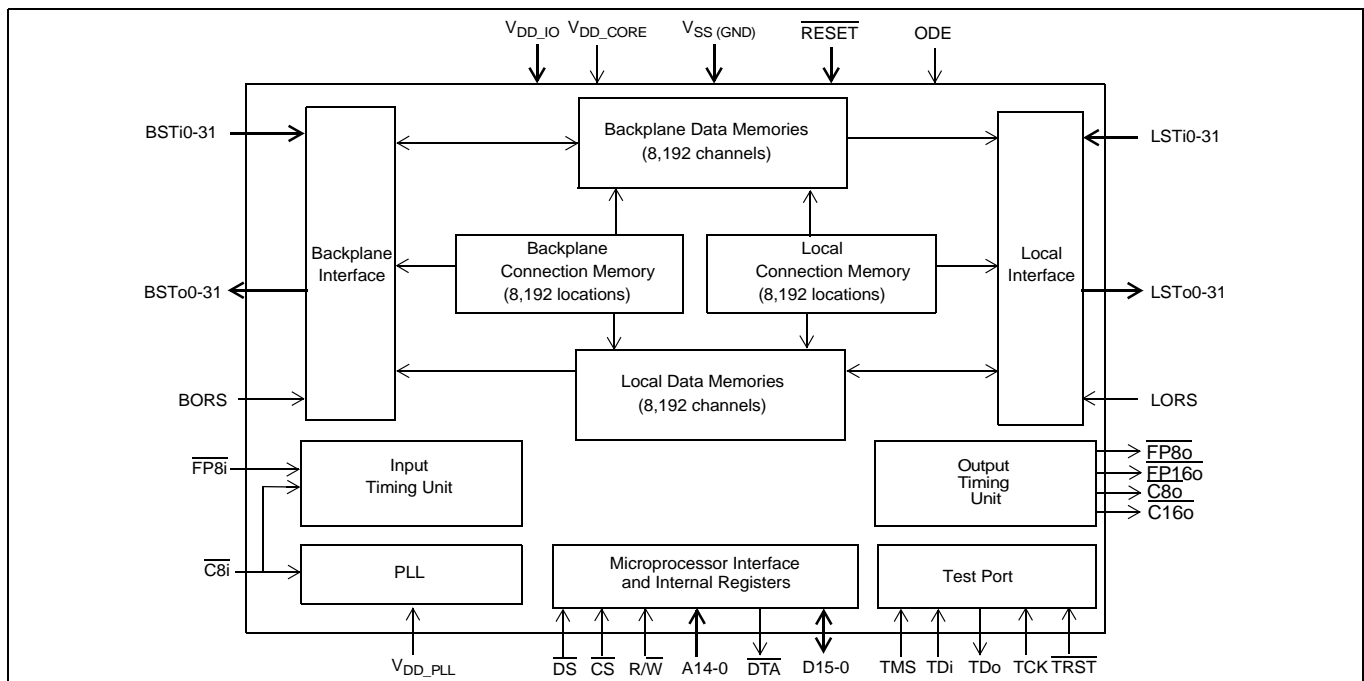 VDD_IO VDD_CORE VSS (GND) RESET ODE
BSTi0-31
Backplane Data Memories
(8,192 channels)
LSTi0-31
Backplane
Interface
Backplane
Connection Memory
(8,192 locations)
Local
Connection Memory
(8,192 locations)
Local
Interface
BSTo0-31
LSTo0-31
Local Data Memories
(8,192 channels)
BORS
LORS
FP8i
Input
Timing Unit
Output
Timing
Unit
FP8o
FP16o
C8o
C16o
C8i
PLL
Microprocessor Interface
and Internal Registers
Test Port
VDD_PLL
DS CS R/W A14-0 DTA D15-0 TMS TDi TDo TCK TRST